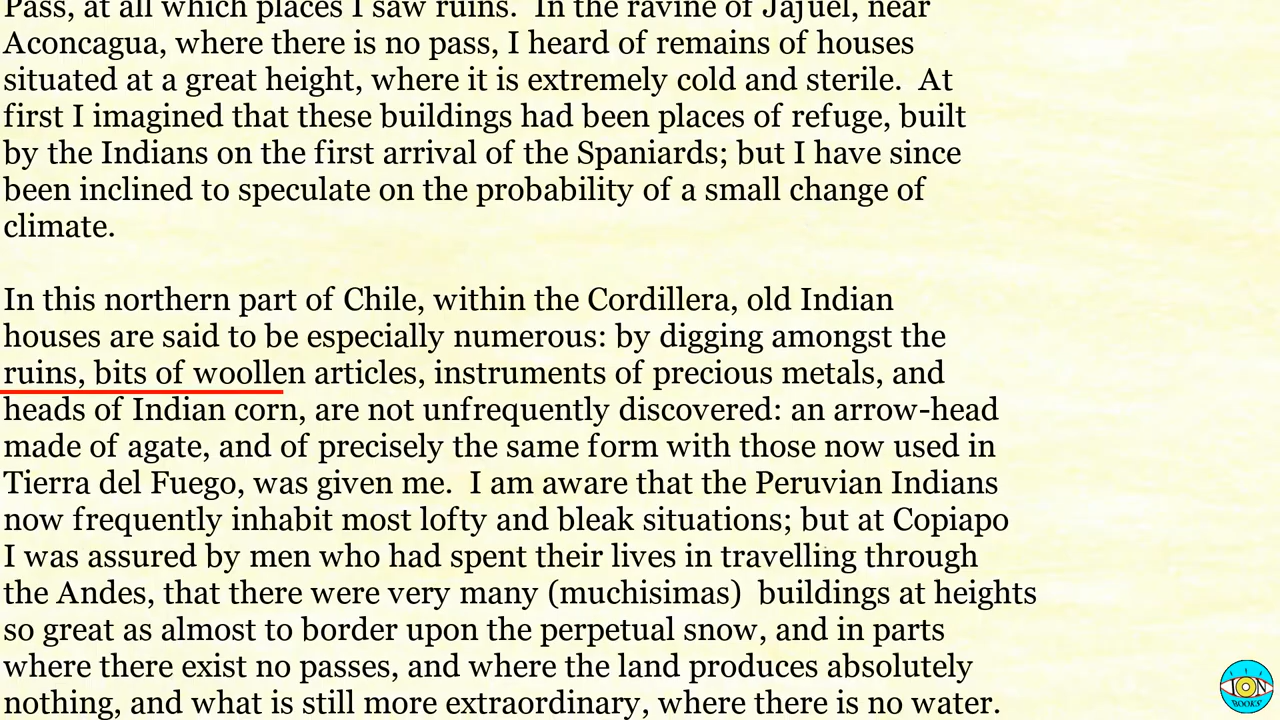 Pass, at all which places I saw ruins.  In the ravine of Jajuel, near
Aconcagua, where there is no pass, I heard of remains of houses
situated at a great height, where it is extremely cold and sterile.  At
first I imagined that these buildings had been places of refuge, built
by the Indians on the first arrival of the Spaniards; but I have since
been inclined to speculate on the probability of a small change of
climate.
In this northern part of Chile, within the Cordillera, old Indian
houses are said to be especially numerous: by digging amongst the
ruins, bits of woollen articles, instruments of precious metals, and
heads of Indian corn, are not unfrequently discovered: an arrow-head
made of agate, and of precisely the same form with those now used in
Tierra del Fuego, was given me.  I am aware that the Peruvian Indians
now frequently inhabit most lofty and bleak situations; but at Copiapo
I was assured by men who had spent their lives in travelling through
the Andes, that there were very many (muchisimas)  buildings at heights
so great as almost to border upon the perpetual snow, and in parts
where there exist no passes, and where the land produces absolutely
nothing, and what is still more extraordinary, where there is no water.
ION
BOOKS